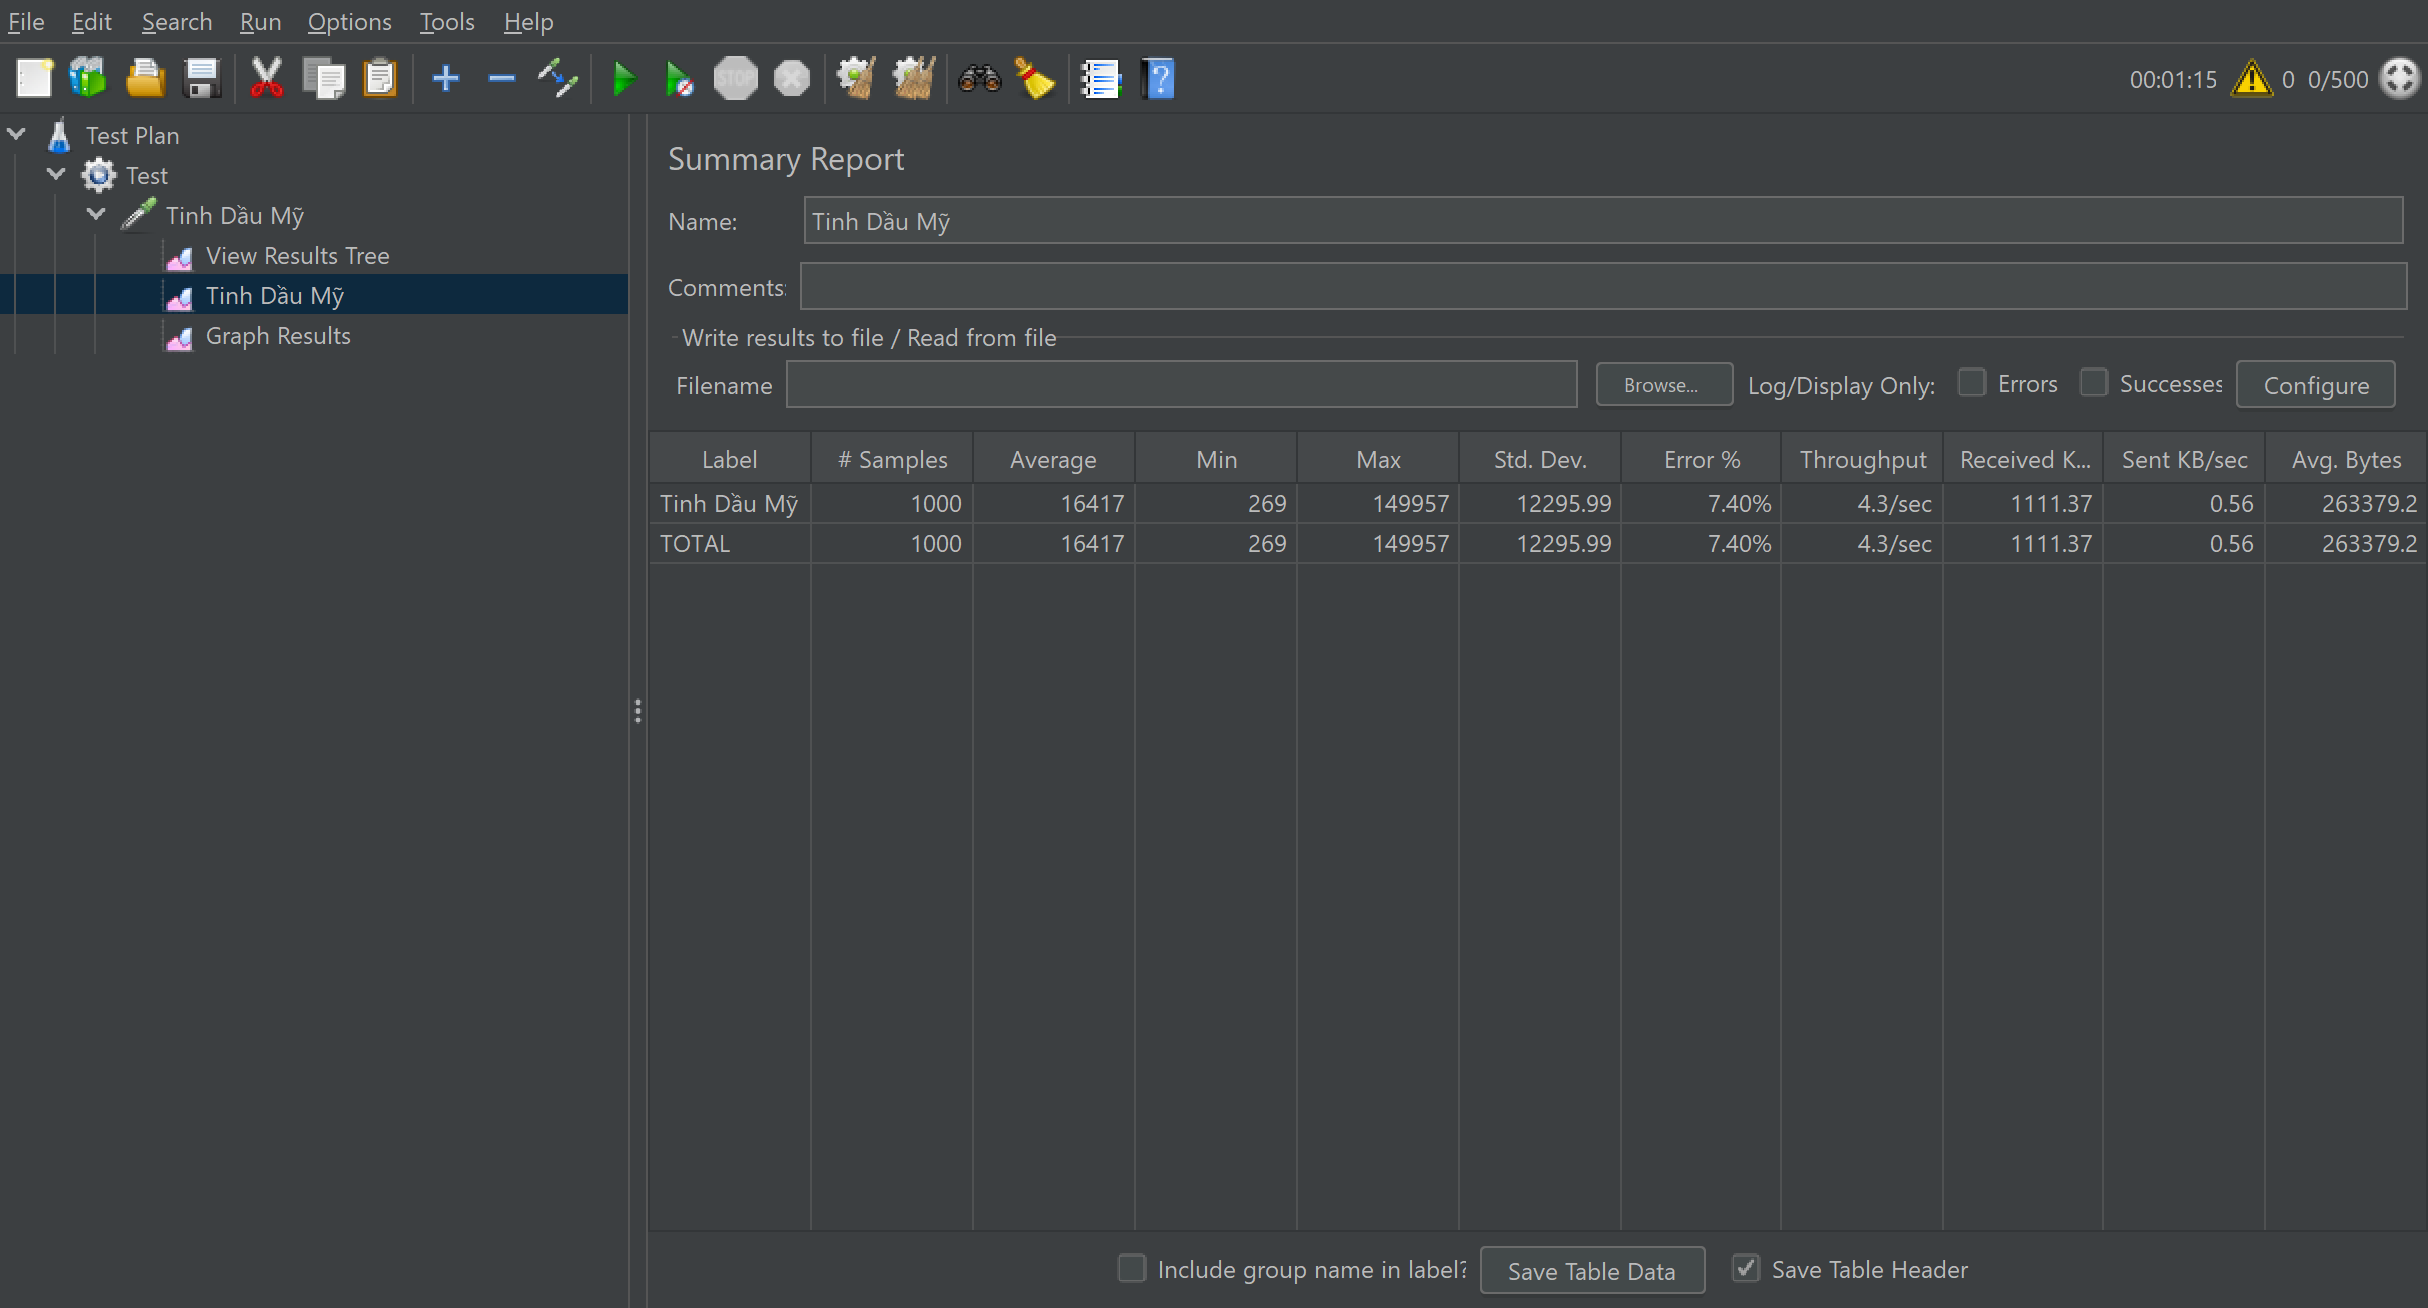 File Edit Search Run Options Tools Help
STOP
00:01:15 0 0/500
Test Plan
Test
Tinh Dầu Mỹ
View Results Tree
Tinh Dầu Mỹ
Graph Results
Summary Report
Name: Tinh Dầu Mỹ
Comments:
Write results to file / Read from file
Filename Browse... Log/Display Only: Errors Successes Configure
Label # Samples Average Min Max Std. Dev. Error % Throughput Received K... Sent KB/sec Avg. Bytes
Tinh Dầu Mỹ 1000 16417 269 149957 12295.99 7.40% 4.3/sec 1111.37 0.56 263379.2
TOTAL 1000 16417 269 149957 12295.99 7.40% 4.3/sec 1111.37 0.56 263379.2
Include group name in label? Save Table Data Save Table Header